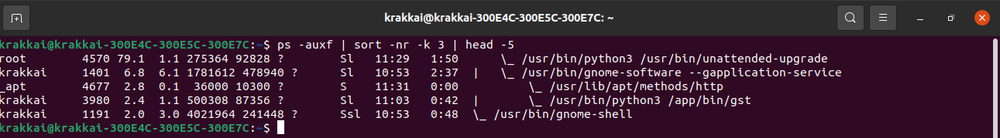 krakkai@krakkai-300E4C-300E5C-300E7C: ~
krakkai@krakkai-300E4C-300E5C-300E7C:~$ ps -auxf | sort -nr -k 3 | head -5
root        4570 79.1  1.1 275364 92828 ?        Sl   11:29   1:50      \_ /usr/bin/python3 /usr/bin/unattended-upgrade
krakkai     1401  6.8  6.1 1781612 478940 ?      Sl   10:53   2:37  |   \_ /usr/bin/gnome-software --gapplication-service
_apt        4677  2.8  0.1  36000 10300 ?        S    11:31   0:00          \_ /usr/lib/apt/methods/http
krakkai     3980  2.4  1.1 500308 87356 ?        Sl   11:03   0:42  |       \_ /usr/bin/python3 /app/bin/gst
krakkai     1191  2.0  3.0 4021964 241448 ?      Ssl  10:53   0:48  \_ /usr/bin/gnome-shell
krakkai@krakkai-300E4C-300E5C-300E7C:~$